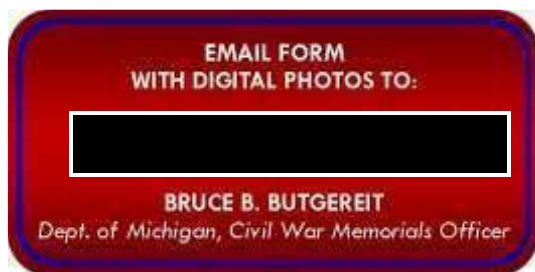 EMAIL FORM
WITH DIGITAL PHOTOS TO:
BRUCE B. BUTGEREIT
Dept. of Michigan, Civil War Memorials Officer